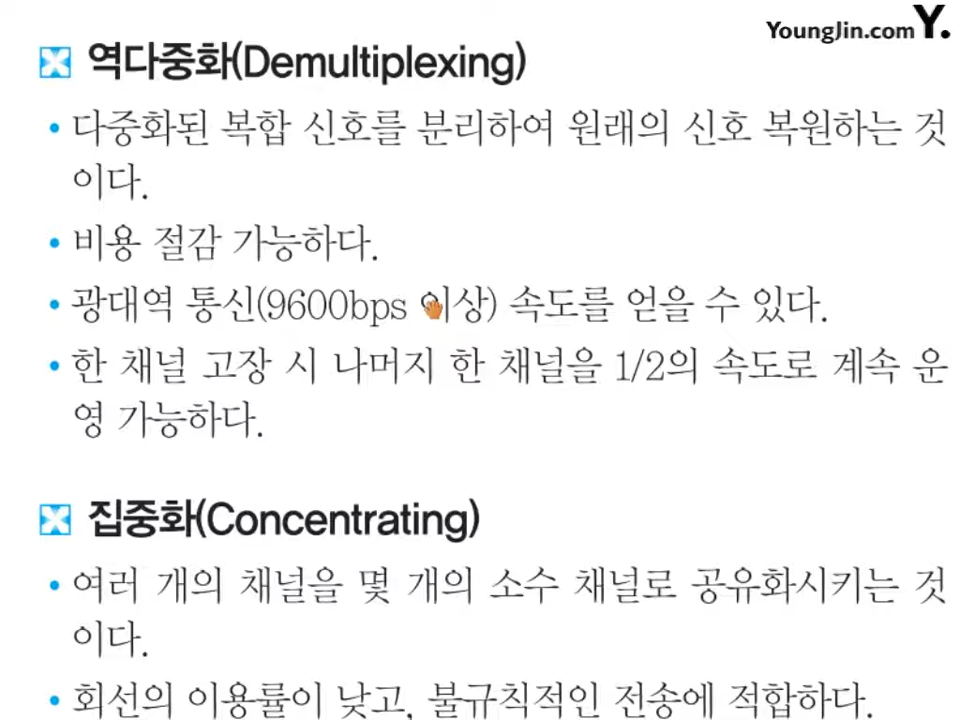 YoungJin.com Y.
역다중화(Demultiplexing)
• 다중화된 복합 신호를 분리하여 원래의 신호 복원하는 것
이다.
• 비용 절감 가능하다.
• 광대역 통신(9600bps 이상) 속도를 얻을 수 있다.
• 한 채널 고장 시 나머지 한 채널을 1/2의 속도로 계속 운
영 가능하다.
집중화(Concentrating)
• 여러 개의 채널을 몇 개의 소수 채널로 공유화시키는 것
이다.
• 회선의 이용률이 낮고, 불규칙적인 전송에 적합하다.